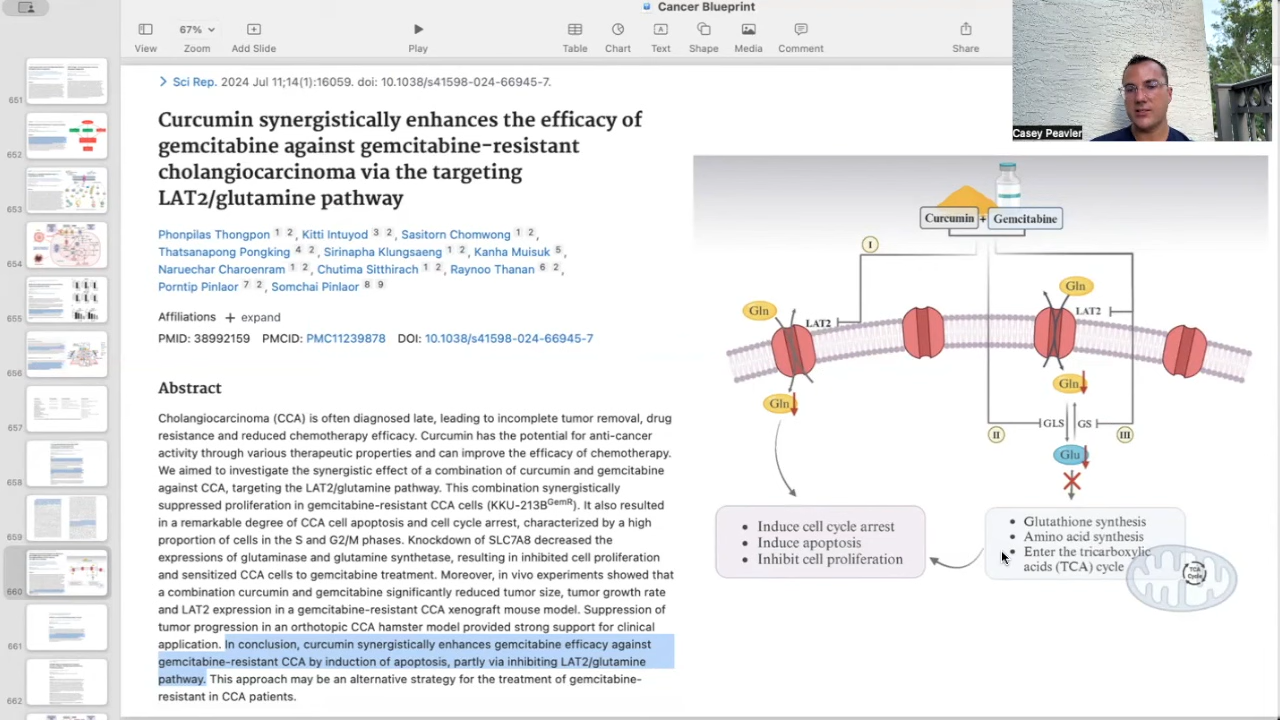 Cancer Blueprint
67%
View
Zoom
Add Slide
Play
Table
Chart
Text
Shape
Media
Comment
Share
Casey Peavler
651
652
653
654
655
656
657
658
659
660
661
662
Sci Rep. 2024 Jul 11;14(1):16059. doi: 10.1038/s41598-024-66945-7.
Curcumin synergistically enhances the efficacy of
gemcitabine against gemcitabine-resistant
cholangiocarcinoma via the targeting
LAT2/glutamine pathway
Phonpilas Thongpon 1 2, Kitti Intuyod 3 2, Sasitorn Chomwong 1 2,
Thatsanapong Pongking 4 2, Sirinapha Klungsaeng 1 2, Kanha Muisuk 5,
Naruechar Charoenram 1 2, Chutima Sitthirach 1 2, Raynoo Thanan 6 2,
Porntip Pinlaor 7 2, Somchai Pinlaor 8 9
Affiliations + expand
PMID: 38992159 PMCID: PMC11239878 DOI: 10.1038/s41598-024-66945-7
Abstract
Cholangiocarcinoma (CCA) is often diagnosed late, leading to incomplete tumor removal, drug
resistance and reduced chemotherapy efficacy. Curcumin has the potential for anti-cancer
activity through various therapeutic properties and can improve the efficacy of chemotherapy.
We aimed to investigate the synergistic effect of a combination of curcumin and gemcitabine
against CCA, targeting the LAT2/glutamine pathway. This combination synergistically
suppressed proliferation in gemcitabine-resistant CCA cells (KKU-213BGemR). It also resulted
in a remarkable degree of CCA cell apoptosis and cell cycle arrest, characterized by a high
proportion of cells in the S and G2/M phases. Knockdown of SLC7A8 decreased the
expressions of glutaminase and glutamine synthetase, resulting in inhibited cell proliferation
and sensitized CCA cells to gemcitabine treatment. Moreover, in vivo experiments showed that
a combination curcumin and gemcitabine significantly reduced tumor size, tumor growth rate
and LAT2 expression in a gemcitabine-resistant CCA xenograft mouse model. Suppression of
tumor progression in an orthotopic CCA hamster model provided strong support for clinical
application. In conclusion, curcumin synergistically enhances gemcitabine efficacy against
gemcitabine-resistant CCA by induction of apoptosis, partly via inhibiting LAT2/glutamine
pathway. This approach may be an alternative strategy for the treatment of gemcitabine-
resistant in CCA patients.
Curcumin + Gemcitabine
I
Gln
LAT2
Gln
Gln
LAT2
Gln
GLS
GS
II
III
Glu
• Induce cell cycle arrest
• Induce apoptosis
• Inhibit cell proliferation
• Glutathione synthesis
• Amino acid synthesis
• Enter the tricarboxylic
acids (TCA) cycle
TCA
Cycle